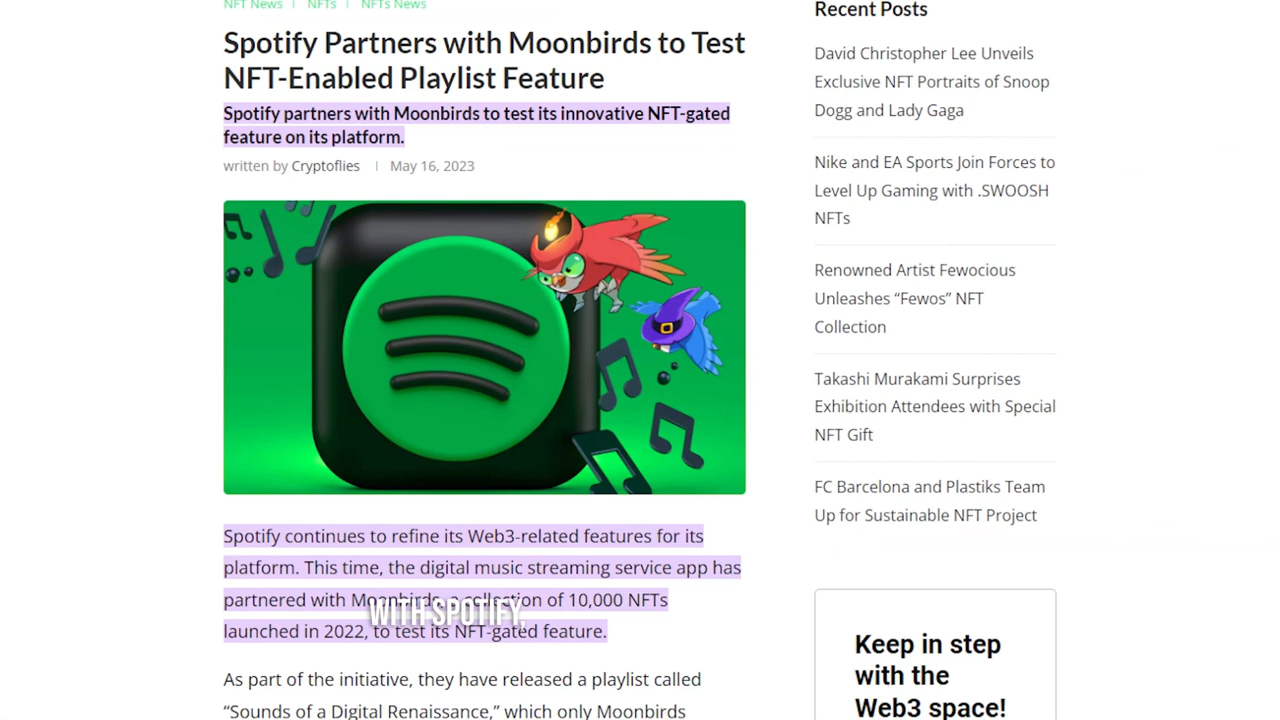 NFT News | NFTs | NFTs News
Spotify Partners with Moonbirds to Test
NFT-Enabled Playlist Feature
Spotify partners with Moonbirds to test its innovative NFT-gated
feature on its platform.
written by Cryptoflies | May 16, 2023
Spotify continues to refine its Web3-related features for its
platform. This time, the digital music streaming service app has
partnered with Moonbirds, a collection of 10,000 NFTs
WITH SPOTIFY,
launched in 2022, to test its NFT-gated feature.
As part of the initiative, they have released a playlist called
“Sounds of a Digital Renaissance,” which only Moonbirds
Recent Posts
David Christopher Lee Unveils
Exclusive NFT Portraits of Snoop
Dogg and Lady Gaga
Nike and EA Sports Join Forces to
Level Up Gaming with .SWOOSH
NFTs
Renowned Artist Fewocious
Unleashes “Fewos” NFT
Collection
Takashi Murakami Surprises
Exhibition Attendees with Special
NFT Gift
FC Barcelona and Plastiks Team
Up for Sustainable NFT Project
Keep in step
with the
Web3 space!